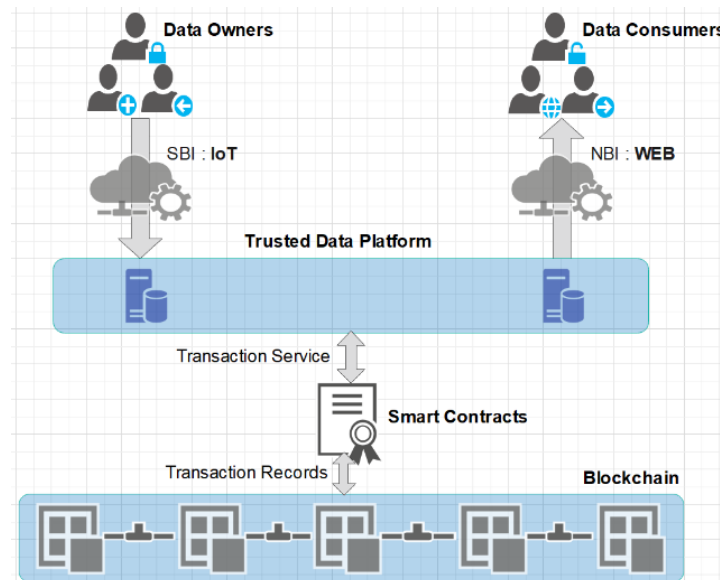 Data Owners
Data Consumers
SBI : IoT
NBI : WEB
Trusted Data Platform
Transaction Service
Smart Contracts
Transaction Records
Blockchain